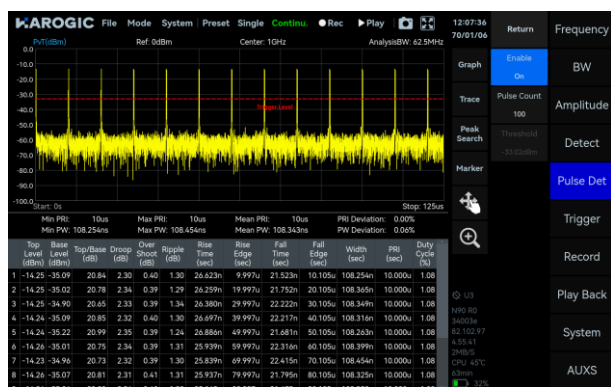 HAROGIC File Mode System Preset Single Continu. Rec Play 12:07:36 70/01/06
PvT(dBm) Ref: 0dBm Center: 1GHz AnalysisBW: 62.5MHz
0.0
-10.0
-20.0
-30.0
-40.0
-50.0
-60.0
-70.0
-80.0
-90.0
-100.0
Trigger Level
Start: 0s Stop: 125us
Min PRI: 10us Max PRI: 10us Mean PRI: 10us PRI Deviation: 0.00%
Min PW: 108.254ns Max PW: 108.454ns Mean PW: 108.343ns PW Deviation: 0.06%
Top Level (dBm) Base Level (dBm) Top/Base (dB) Droop (dB) Over Shoot (dB) Ripple (dB) Rise Time (sec) Rise Edge (sec) Fall Time (sec) Fall Edge (sec) Width (sec) PRI (sec) Duty Cycle (%)
1 -14.25 -35.09 20.84 2.30 0.40 1.30 26.623n 9.997u 21.523n 10.105u 108.254n 10.000u 1.08
2 -14.25 -35.02 20.78 2.34 0.39 1.29 26.259n 19.997u 21.752n 20.105u 108.365n 10.000u 1.08
3 -14.25 -34.90 20.65 2.33 0.39 1.34 26.380n 29.997u 22.222n 30.105u 108.349n 10.000u 1.08
4 -14.24 -35.09 20.85 2.32 0.40 1.30 26.697n 39.997u 22.217n 40.105u 108.316n 10.000u 1.08
5 -14.24 -35.22 20.99 2.35 0.39 1.24 26.886n 49.997u 21.681n 50.105u 108.263n 10.000u 1.08
6 -14.26 -35.01 20.75 2.34 0.39 1.31 25.939n 59.997u 22.316n 60.105u 108.399n 10.000u 1.08
7 -14.23 -34.96 20.73 2.32 0.39 1.30 25.839n 69.997u 22.415n 70.105u 108.454n 10.000u 1.08
8 -14.26 -35.07 20.81 2.31 0.41 1.31 25.937n 79.997u 21.795n 80.105u 108.325n 10.000u 1.08
Graph
Trace
Peak Search
Marker
U3
N90 R0
34003e
62.102.97
4.55.41
2MB/S
CPU 45°C
63min
32%
Return
Enable
On
Pulse Count
100
Threshold
-33.02dBm
Frequency
BW
Amplitude
Detect
Pulse Det
Trigger
Record
Play Back
System
AUXS